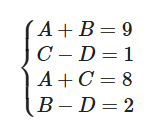 A + B = 9
C − D = 1
A + C = 8
B − D = 2